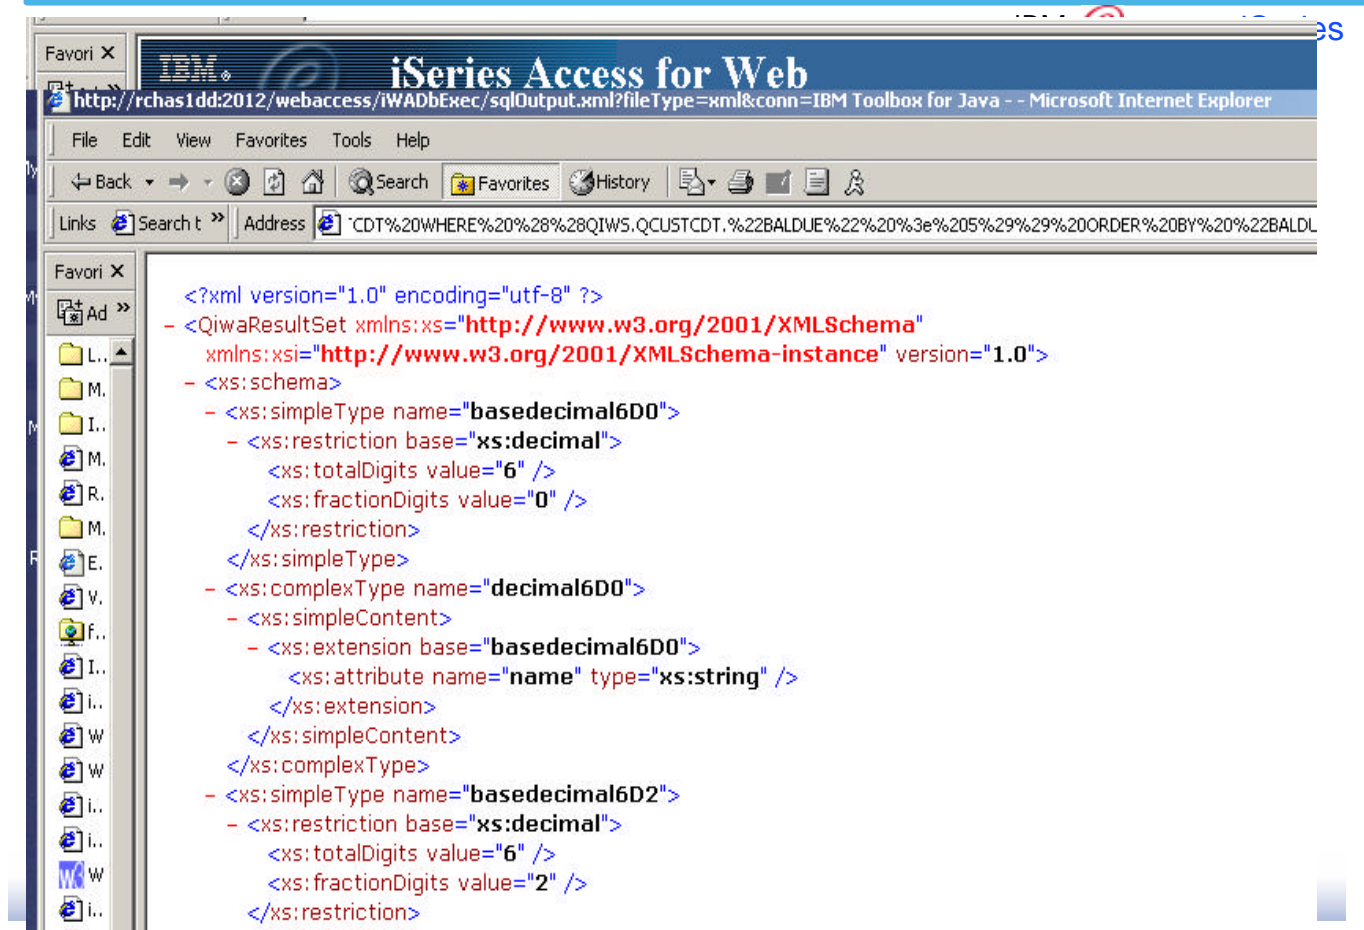 es
Favori X
IBM® iSeries Access for Web
http://rchas1dd:2012/webaccess/iWADbExec/sqlOutput.xml?fileType=xml&conn=IBM Toolbox for Java - - Microsoft Internet Explorer
File Edit View Favorites Tools Help
Back Search Favorites History
Links Search t » Address CDT%20WHERE%20%28%28QIWS.QCUSTCDT.%22BALDUE%22%20%3e%205%29%29%20ORDER%20BY%20%22BALDU
Favori X
Ad »
<?xml version="1.0" encoding="utf-8" ?>
- <QiwaResultSet xmlns:xs="http://www.w3.org/2001/XMLSchema"
xmlns:xsi="http://www.w3.org/2001/XMLSchema-instance" version="1.0">
L..
- <xs:schema>
M.
- <xs:simpleType name="basedecimal6D0">
I..
- <xs:restriction base="xs:decimal">
M.
<xs:totalDigits value="6" />
R.
<xs:fractionDigits value="0" />
M.
</xs:restriction>
E.
</xs:simpleType>
- <xs:complexType name="decimal6D0">
V.
- <xs:simpleContent>
f..
- <xs:extension base="basedecimal6D0">
I..
<xs:attribute name="name" type="xs:string" />
i..
</xs:extension>
W
</xs:simpleContent>
W
</xs:complexType>
- <xs:simpleType name="basedecimal6D2">
i..
- <xs:restriction base="xs:decimal">
i..
<xs:totalDigits value="6" />
W
<xs:fractionDigits value="2" />
i..
</xs:restriction>